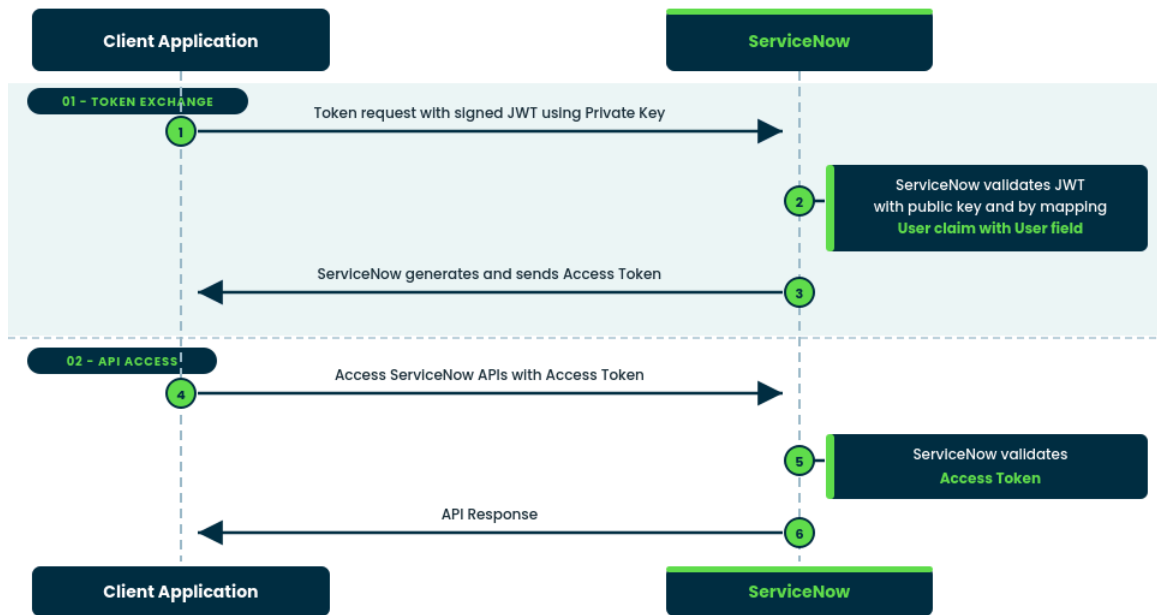 Client Application
ServiceNow
01 - TOKEN EXCHANGE
Token request with signed JWT using Private Key
1
ServiceNow validates JWT
with public key and by mapping
User claim with User field
2
ServiceNow generates and sends Access Token
3
02 - API ACCESS
Access ServiceNow APIs with Access Token
4
ServiceNow validates
Access Token
5
API Response
6
Client Application
ServiceNow